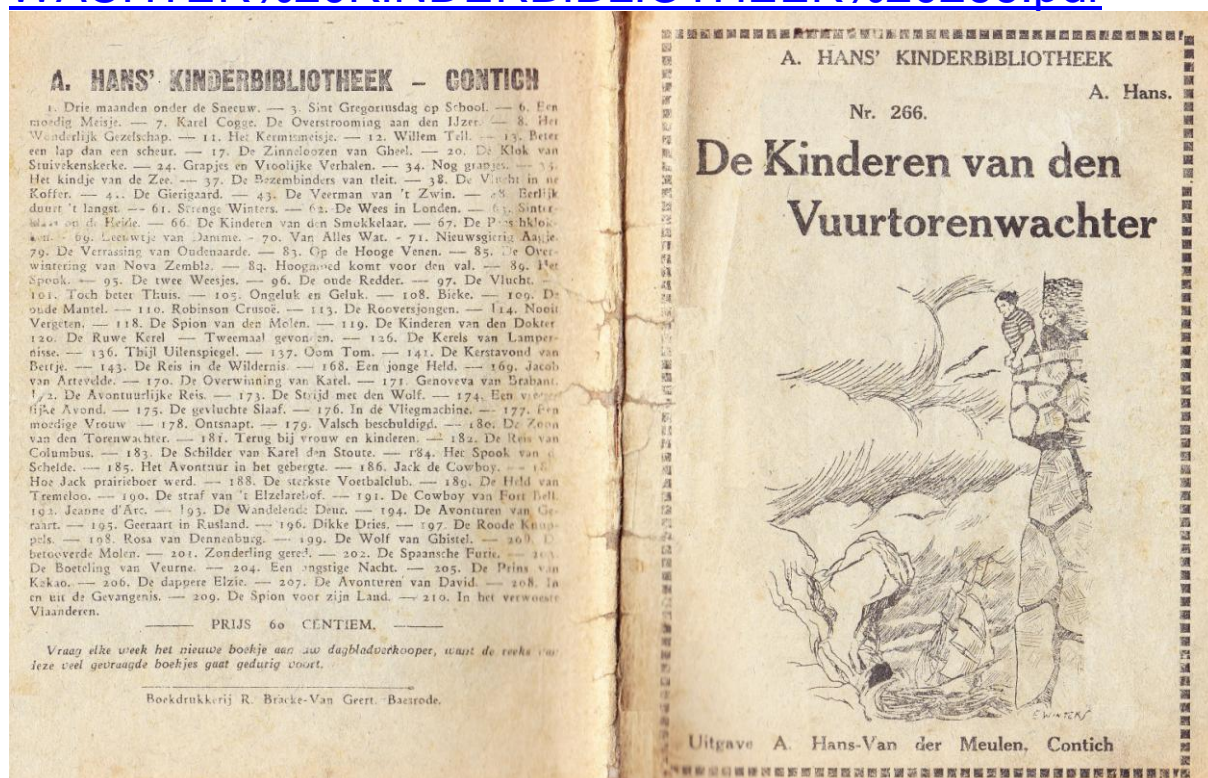 WACHTER%20KINDERBIBLIOTHEEK%20266.pdf
A. HANS' KINDERBIBLIOTHEEK – CONTICH
1. Drie maanden onder de Sneeuw. — 3. Sint Gregoriusdag op School. — 6. Een
moedig Meisje. — 7. Karel Cogge. De Overstrooming aan den IJzer. — 8. Het
Wonderlijk Gezelschap. — 11. Het Kermismeisje. — 12. Willem Tell. — 13. Beter
een lap dan een scheur. — 17. De Zinneloozen van Gheel. — 20. De Klok van
Stuivekenskerke. — 24. Grapjes en Vroolijke Verhalen. — 34. Nog grapjes. —
Het kindje van de Zee. — 37. De Bezembinders van tleit. — 38. De Vlucht in de
Koffer. — De Gierigaard. — 43. De Veerman van 't Zwin. — Eerlijk
duurt 't langst. — 61. Strenge Winters. — 62. De Wees in Londen. — Sinter-
klaas op de Heide. — 66. De Kinderen van den Smokkelaar. — 67. De
69. Leeuwtje van Damme. - 70. Van Alles Wat. - 71. Nieuwsgierig Aagje.
79. De Verrassing van Oudenaarde. — 83. Op de Hooge Venen. — 85. De Over-
wintering van Nova Zembla. — 84. Hoogmoed komt voor den val. — 89. Het
Spook. — 95. De twee Weesjes. — 96. De oude Redder. — 97. De Vlucht. —
101. Toch beter Thuis. — 105. Ongeluk en Geluk. — 108. Bieke. — 109. De
oude Mantel. — 110. Robinson Crusoë. — 113. De Rooversjongen. — 114. Nooit
Vergeten. — 118. De Spion van den Molen. — 119. De Kinderen van den Dokter
120. De Ruwe Kerel — Tweemaal gevonden. — 126. De Kerels van Lamper-
nisse. — 136. Thijl Uilenspiegel. — 137. Oom Tom. — 141. De Kerstavond van
Bertje. — 143. De Reis in de Wildernis. — 168. Een jonge Held. — 169. Jacob
van Artevelde. — 170. De Overwinning van Karel. — 171. Genoveva van Brabant.
172. De Avontuurlijke Reis. — 173. De Strijd met den Wolf. — 174. Een
lijke Avond. — 175. De gevluchte Slaaf. — 176. In de Vliegmachine. — 177. Een
moedige Vrouw — 178. Ontsnapt. — 179. Valsch beschuldigd. — 180. De Zoon
van den Torenwachter. — 181. Terug bij vrouw en kinderen. — 182. De Reis van
Columbus. — 183. De Schilder van Karel den Stoute. — 184. Het Spook van
Schelde. — 185. Het Avontuur in het gebergte. — 186. Jack de Cowboy. —
Hoe Jack prairieboer werd. — 188. De sterkste Voetbalclub. — 189. De Held van
Tremeloo. — 190. De straf van 't Elzelarehof. — 191. De Cowboy van Fort Bell.
192. Jeanne d'Arc. — 193. De Wandelende Deur. — 194. De Avonturen van Ge-
raart. — 195. Geeraart in Rusland. — 196. Dikke Dries. — 197. De Roode Knop-
pels. — 198. Rosa van Dennenburg. — 199. De Wolf van Ghistel. — 200. De
betooverde Molen. — 201. Zonderling gered. — 202. De Spaansche Furie. —
De Boeteling van Veurne. — 204. Een angstige Nacht. — 205. De Prins van
Kakao. — 206. De dappere Elzie. — 207. De Avonturen van David. — 208. In
en uit de Gevangenis. — 209. De Spion voor zijn Land. — 210. In het verwoeste
Vlaanderen.
PRIJS 60 CENTIEM.
Vraag elke week het nieuwe boekje aan uw dagbladverkooper, want de reeks van
deze veel gevraagde boekjes gaat gedurig voort.
Boekdrukkerij R. Bracke-Van Geert. Baesrode.
A. HANS' KINDERBIBLIOTHEEK
A. Hans.
Nr. 266.
De Kinderen van den
Vuurtorenwachter
E. WINTERS
Uitgave A. Hans-Van der Meulen, Contich